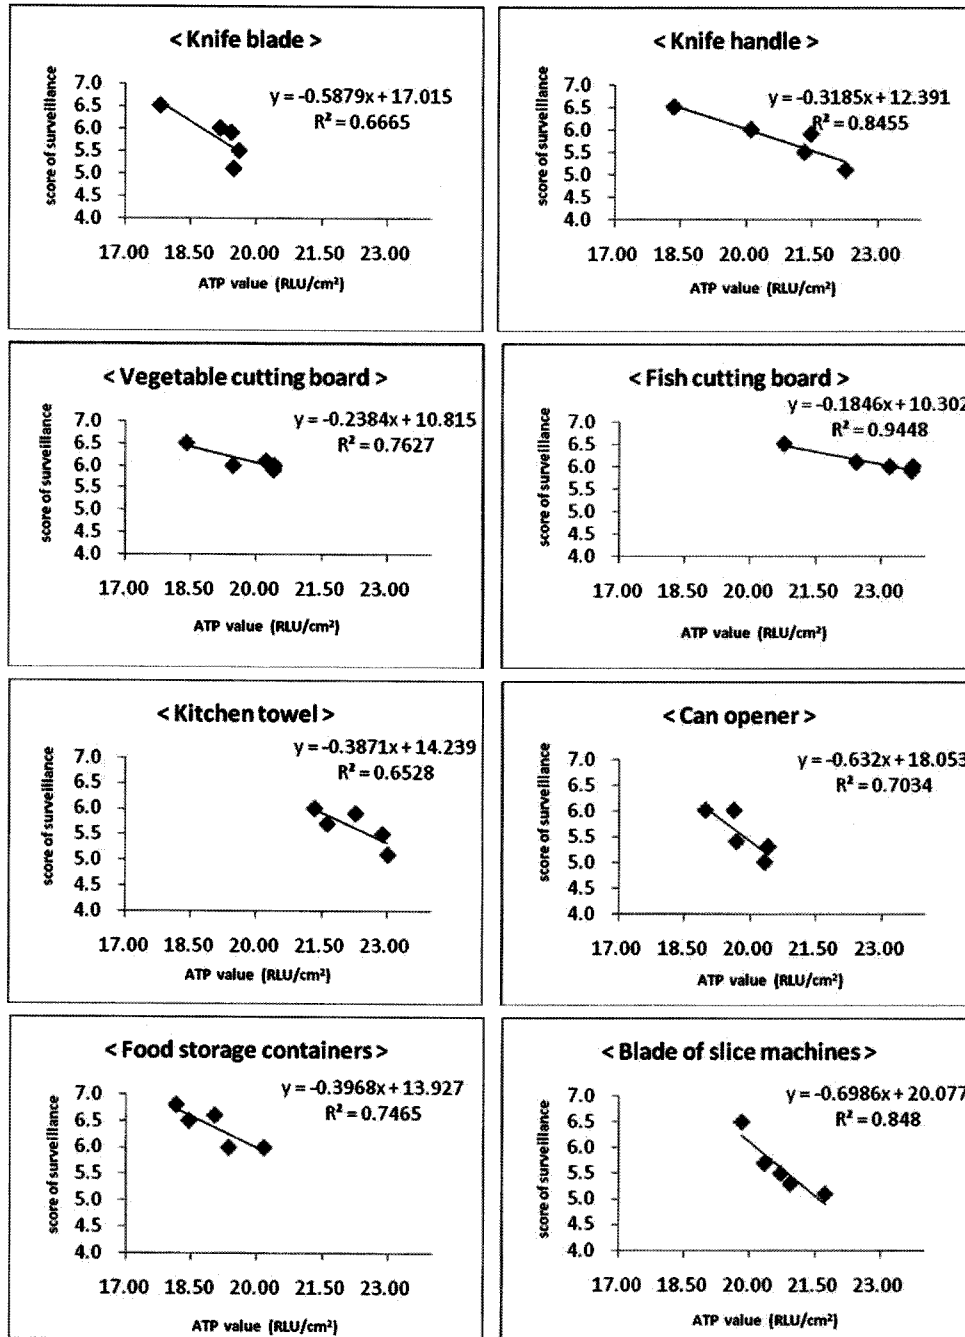 < Knife blade >
score of surveillance
7.0
6.5
6.0
5.5
5.0
4.5
4.0
y = -0.5879x + 17.015
R² = 0.6665
17.00 18.50 20.00 21.50 23.00
ATP value (RLU/cm²)
< Knife handle >
score of surveillance
7.0
6.5
6.0
5.5
5.0
4.5
4.0
y = -0.3185x + 12.391
R² = 0.8455
17.00 18.50 20.00 21.50 23.00
ATP value (RLU/cm²)
< Vegetable cutting board >
score of surveillance
7.0
6.5
6.0
5.5
5.0
4.5
4.0
y = -0.2384x + 10.815
R² = 0.7627
17.00 18.50 20.00 21.50 23.00
ATP value (RLU/cm²)
< Fish cutting board >
score of surveillance
7.0
6.5
6.0
5.5
5.0
4.5
4.0
y = -0.1846x + 10.302
R² = 0.9448
17.00 18.50 20.00 21.50 23.00
ATP value (RLU/cm²)
< Kitchen towel >
score of surveillance
7.0
6.5
6.0
5.5
5.0
4.5
4.0
y = -0.3871x + 14.239
R² = 0.6528
17.00 18.50 20.00 21.50 23.00
ATP value (RLU/cm²)
< Can opener >
score of surveillance
7.0
6.5
6.0
5.5
5.0
4.5
4.0
y = -0.632x + 18.053
R² = 0.7034
17.00 18.50 20.00 21.50 23.00
ATP value (RLU/cm²)
< Food storage containers >
score of surveillance
7.0
6.5
6.0
5.5
5.0
4.5
4.0
y = -0.3968x + 13.927
R² = 0.7465
17.00 18.50 20.00 21.50 23.00
ATP value (RLU/cm²)
< Blade of slice machines >
score of surveillance
7.0
6.5
6.0
5.5
5.0
4.5
4.0
y = -0.6986x + 20.077
R² = 0.848
17.00 18.50 20.00 21.50 23.00
ATP value (RLU/cm²)